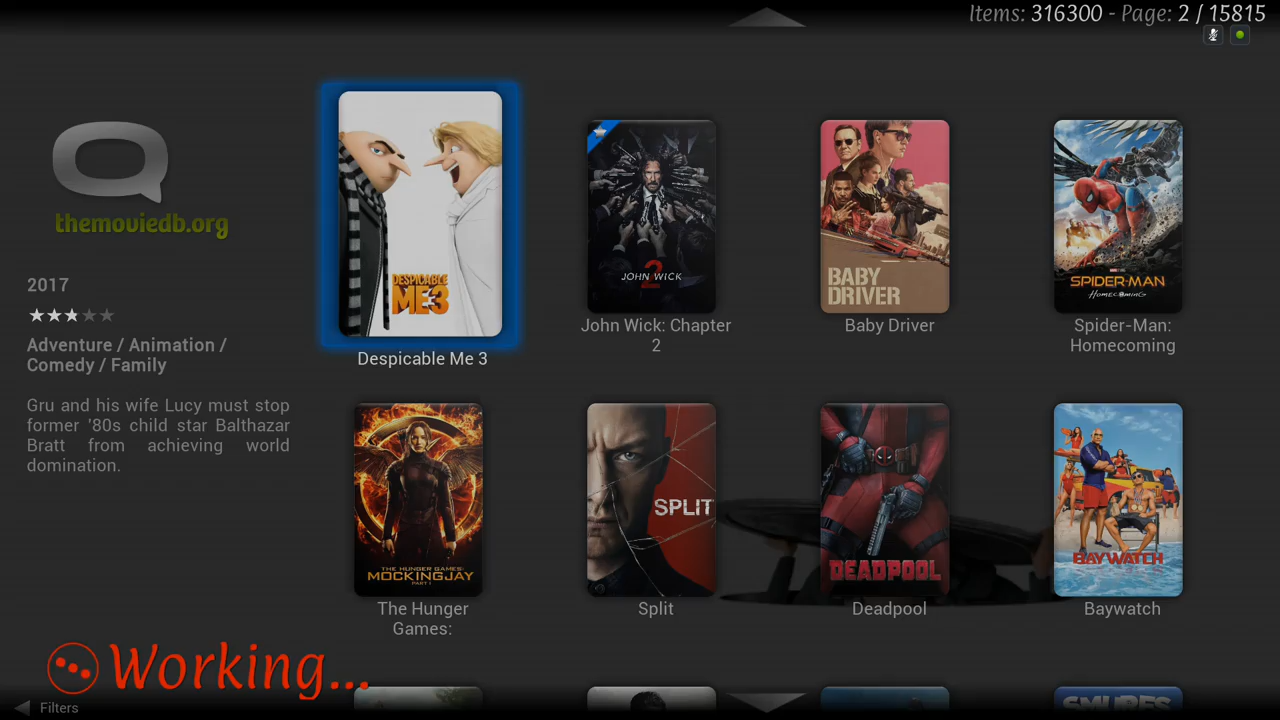 Items: 316300 - Page: 2 / 15815
themoviedb.org
2017
Adventure / Animation /
Comedy / Family
Gru and his wife Lucy must stop
former '80s child star Balthazar
Bratt from achieving world
domination.
DESPICABLE
ME3
Despicable Me 3
JOHN WICK
2
John Wick: Chapter
2
BABY
DRIVER
Baby Driver
SPIDER-MAN
HOMECOMING
Spider-Man:
Homecoming
THE HUNGER GAMES:
MOCKINGJAY
PART 1
The Hunger
Games:
SPLIT
Split
DEADPOOL
Deadpool
BAYWATCH
Baywatch
Working...
Filters
SMURFS